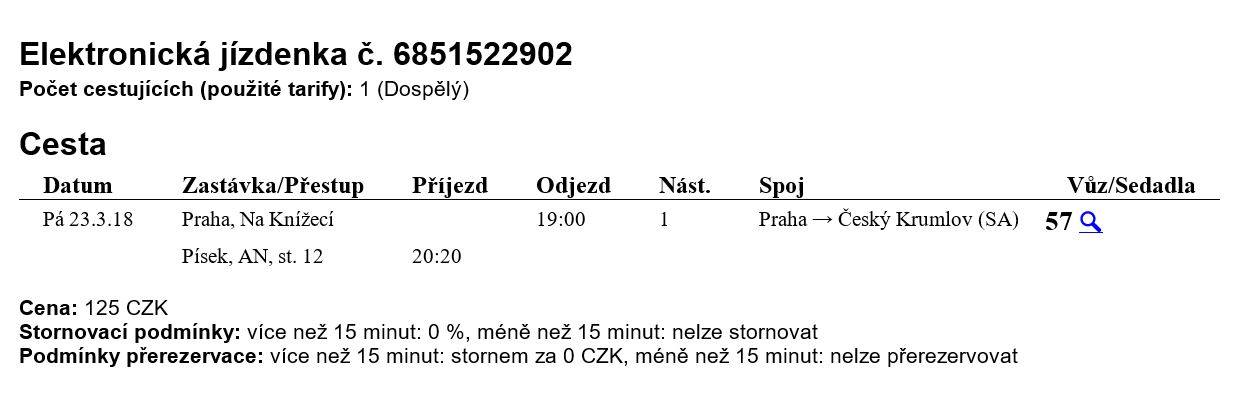 Elektronická jízdenka č. 6851522902
Počet cestujících (použité tarify): 1 (Dospělý)
Cesta
Datum Zastávka/Přestup Příjezd Odjezd Nást. Spoj Vůz/Sedadla
Pá 23.3.18 Praha, Na Knížecí 19:00 1 Praha → Český Krumlov (SA) 57
Písek, AN, st. 12 20:20
Cena: 125 CZK
Stornovací podmínky: více než 15 minut: 0 %, méně než 15 minut: nelze stornovat
Podmínky přerezervace: více než 15 minut: stornem za 0 CZK, méně než 15 minut: nelze přerezervovat